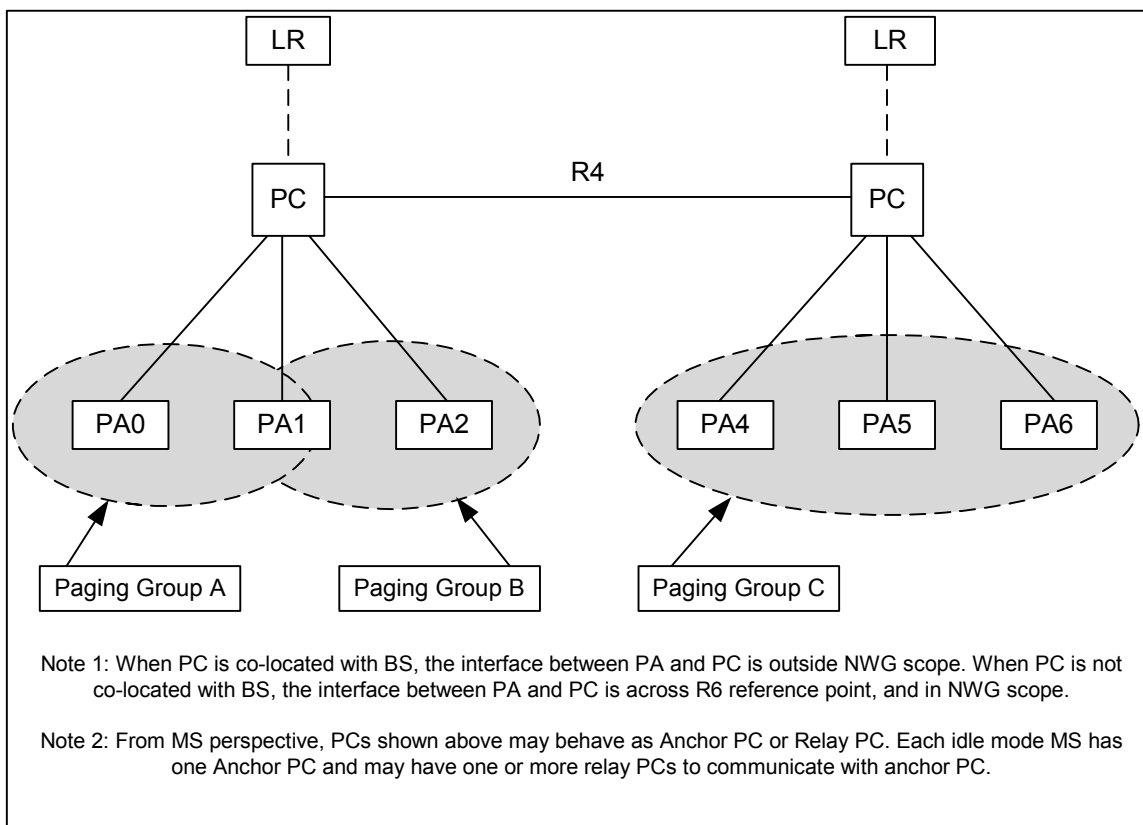 LR
LR
PC
R4
PC
PA0
PA1
PA2
PA4
PA5
PA6
Paging Group A
Paging Group B
Paging Group C
Note 1: When PC is co-located with BS, the interface between PA and PC is outside NWG scope. When PC is not
co-located with BS, the interface between PA and PC is across R6 reference point, and in NWG scope.
Note 2: From MS perspective, PCs shown above may behave as Anchor PC or Relay PC. Each idle mode MS has
one Anchor PC and may have one or more relay PCs to communicate with anchor PC.